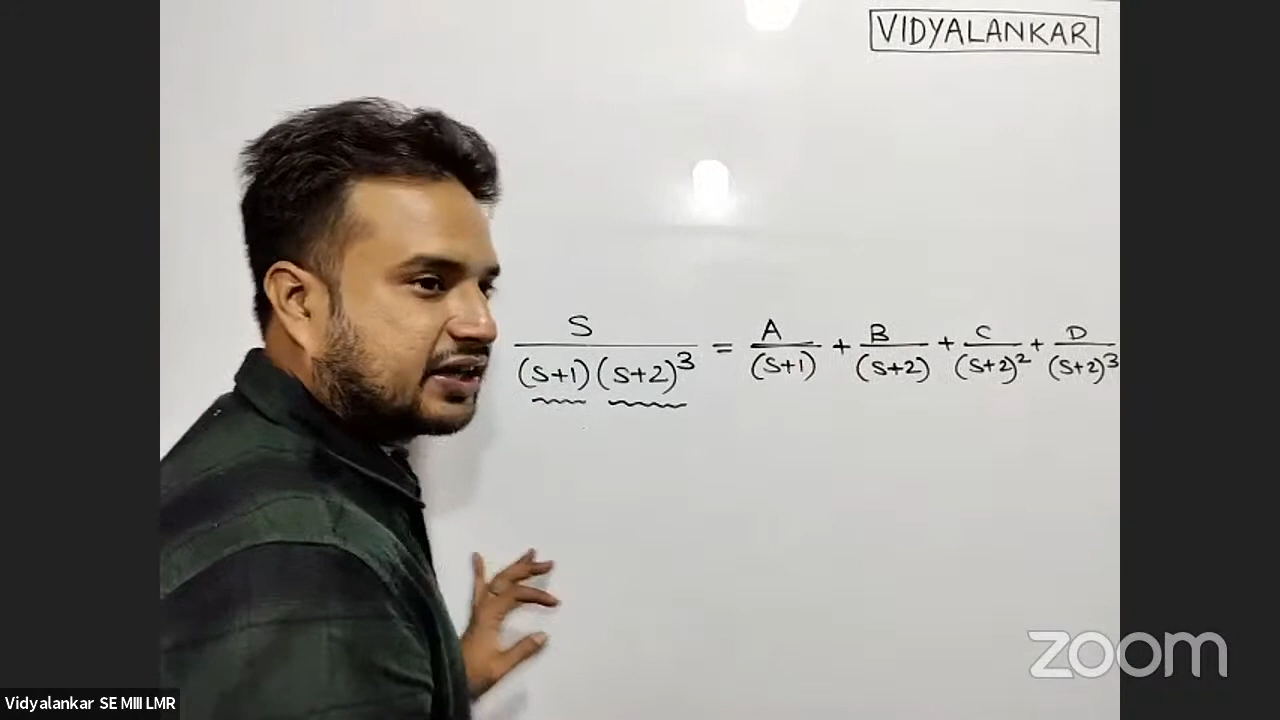 VIDYALANKAR
S/((s+1)(s+2)³) = A/(s+1) + B/(s+2) + C/(s+2)² + D/(s+2)³
zoom
Vidyalankar SE MIII LMR